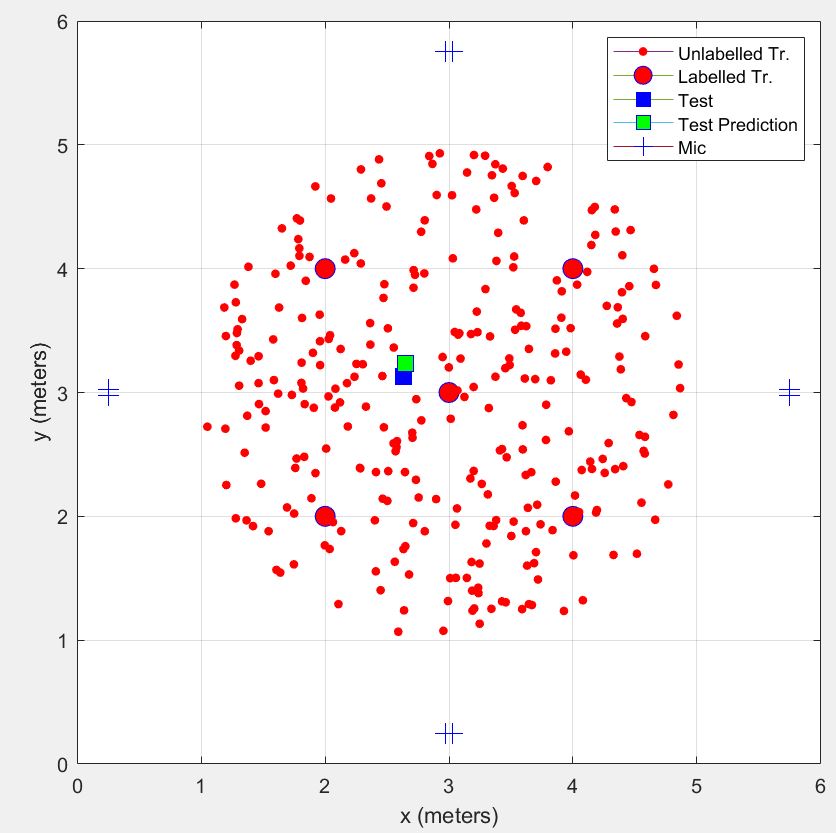 6
5
4
3
2
1
0
0 1 2 3 4 5 6
x (meters)
y (meters)
Unlabelled Tr.
Labelled Tr.
Test
Test Prediction
Mic